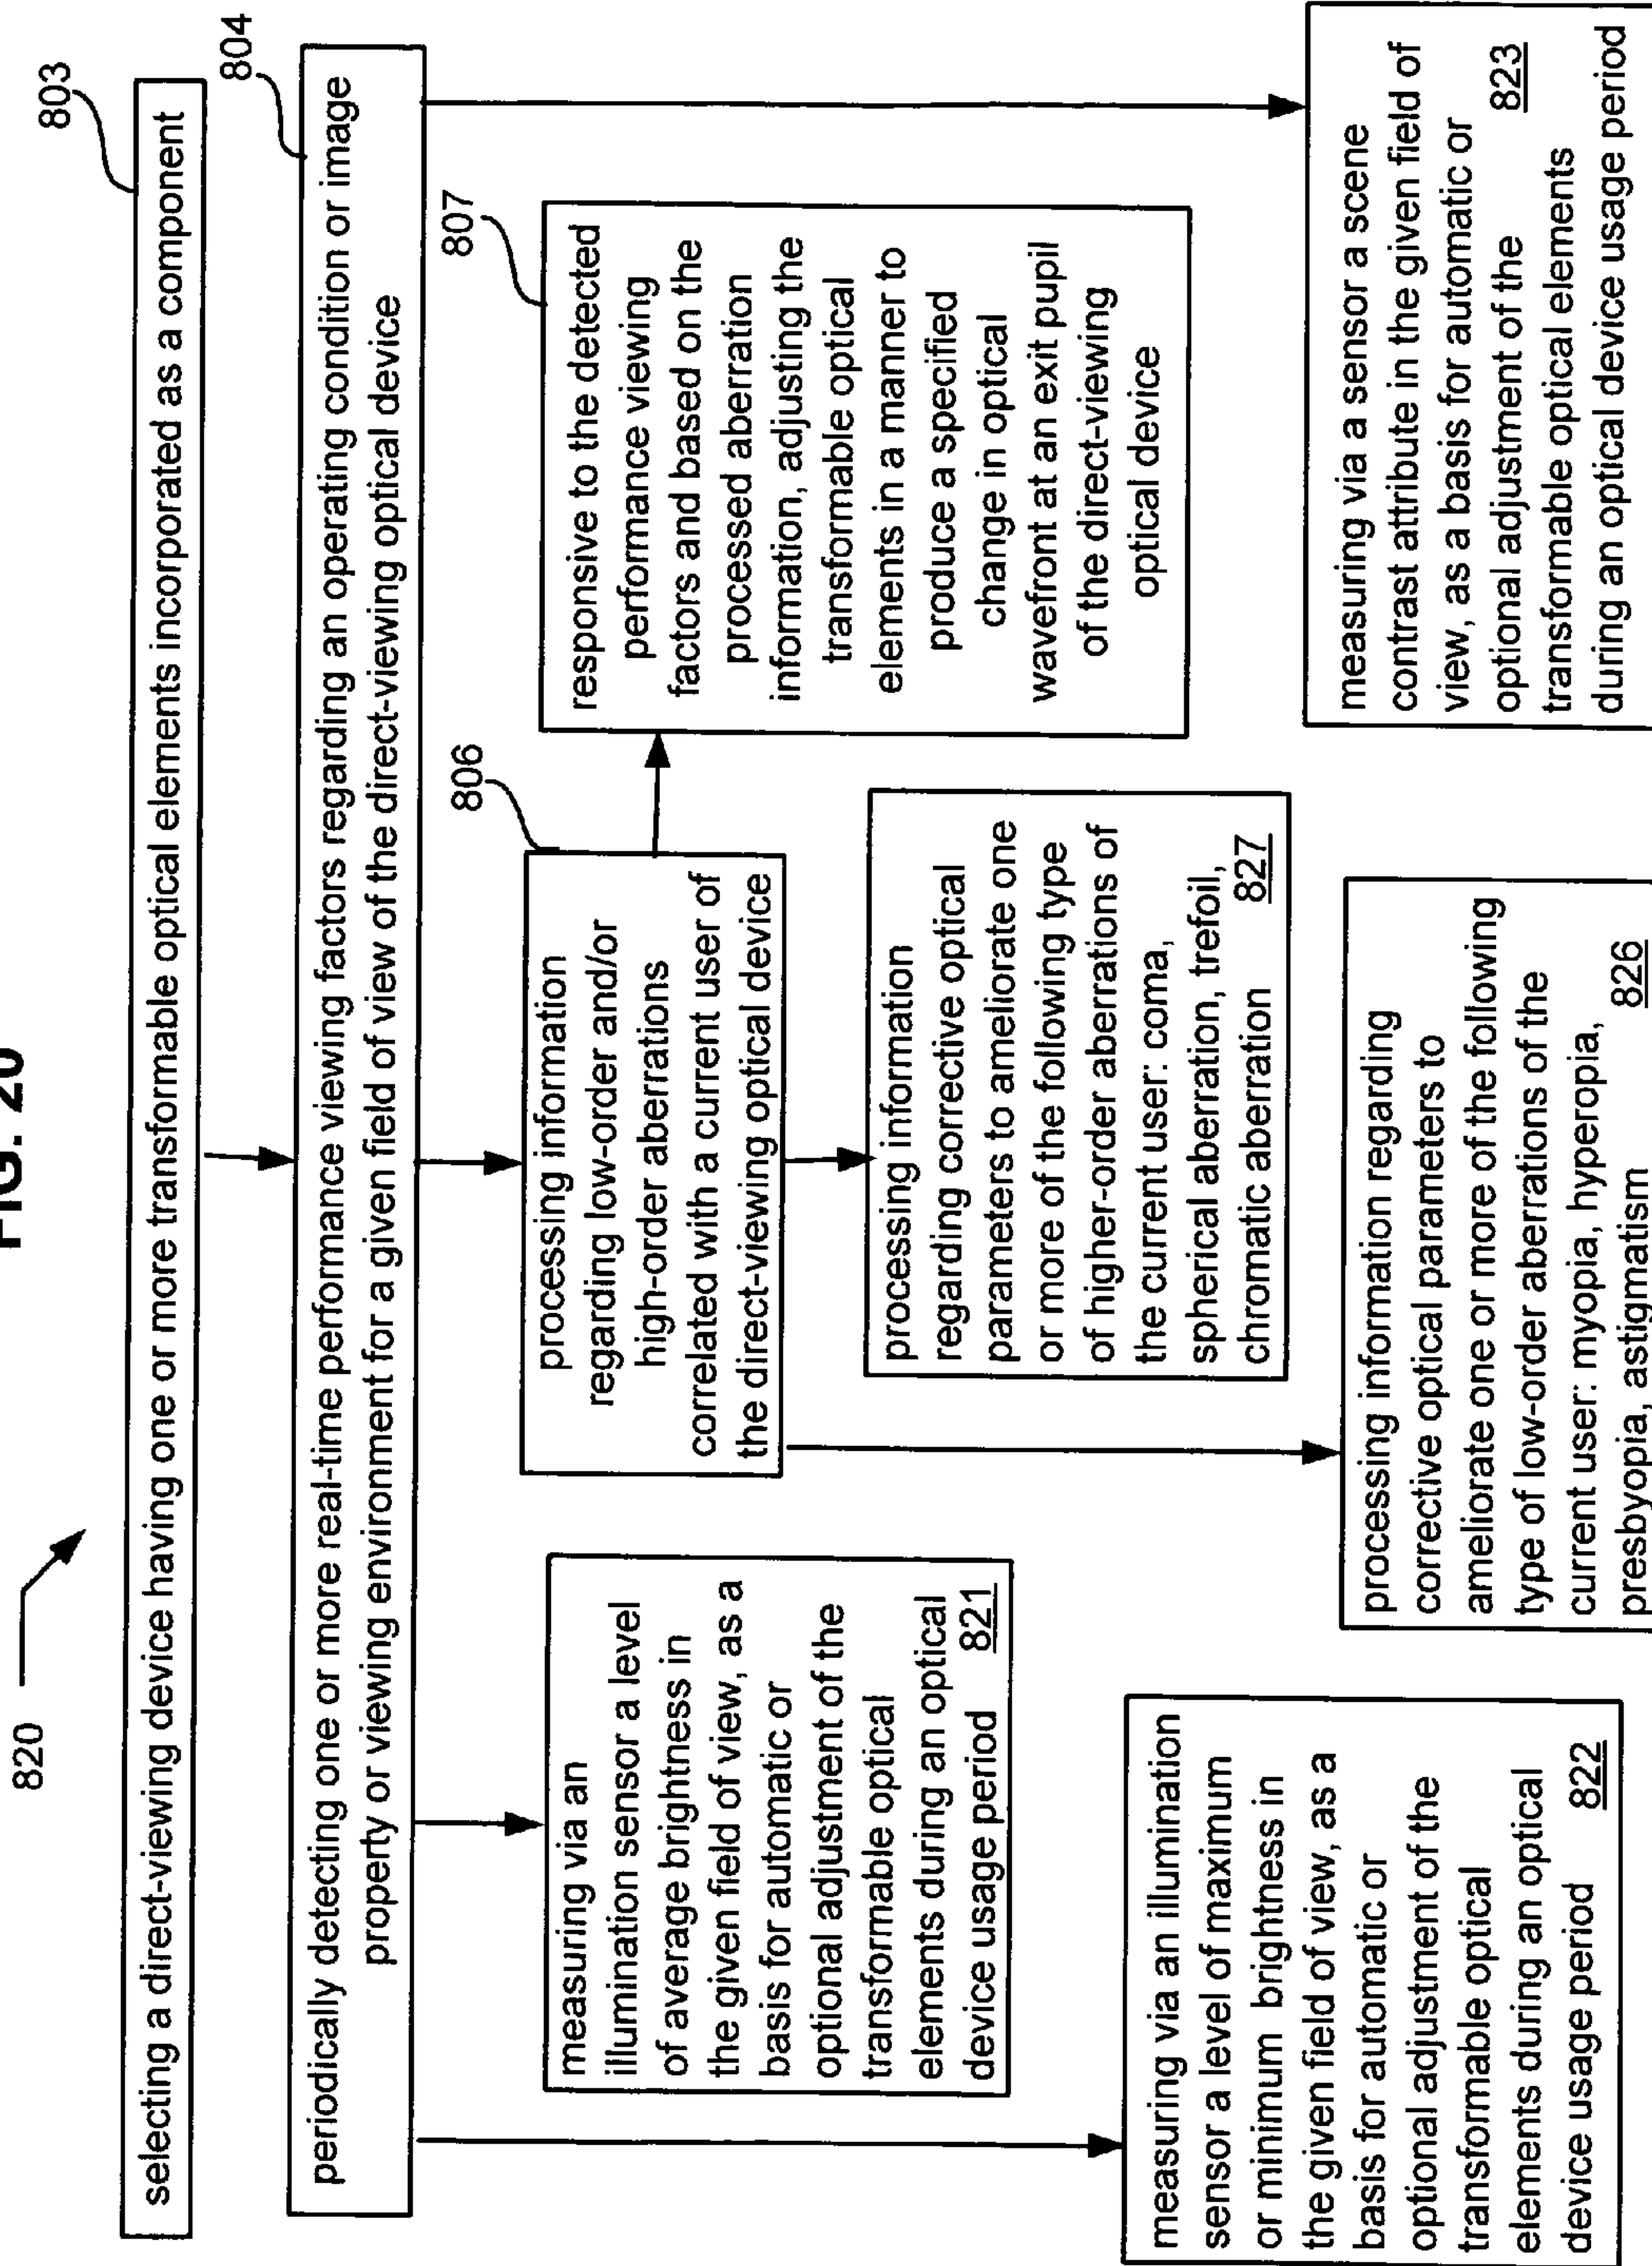 FIG. 20
820
803
selecting a direct-viewing device having one or more transformable optical elements incorporated as a component
804
periodically detecting one or more real-time performance viewing factors regarding an operating condition or image
property or viewing environment for a given field of view of the direct-viewing optical device
806
processing information
regarding low-order and/or
high-order aberrations
correlated with a current user of
the direct-viewing optical device
807
responsive to the detected
performance viewing
factors and based on the
processed aberration
information, adjusting the
transformable optical
elements in a manner to
produce a specified
change in optical
wavefront at an exit pupil
of the direct-viewing
optical device
measuring via an
illumination sensor a level
of average brightness in
the given field of view, as a
basis for automatic or
optional adjustment of the
transformable optical
elements during an optical
device usage period 821
processing information
regarding corrective optical
parameters to ameliorate one
or more of the following type
of higher-order aberrations of
the current user: coma,
spherical aberration, trefoil,
chromatic aberration 827
measuring via an illumination
sensor a level of maximum
or minimum brightness in
the given field of view, as a
basis for automatic or
optional adjustment of the
transformable optical
elements during an optical
device usage period 822
processing information regarding
corrective optical parameters to
ameliorate one or more of the following
type of low-order aberrations of the
current user: myopia, hyperopia,
presbyopia, astigmatism 826
measuring via a sensor a scene
contrast attribute in the given field of
view, as a basis for automatic or
optional adjustment of the 823
transformable optical elements
during an optical device usage period